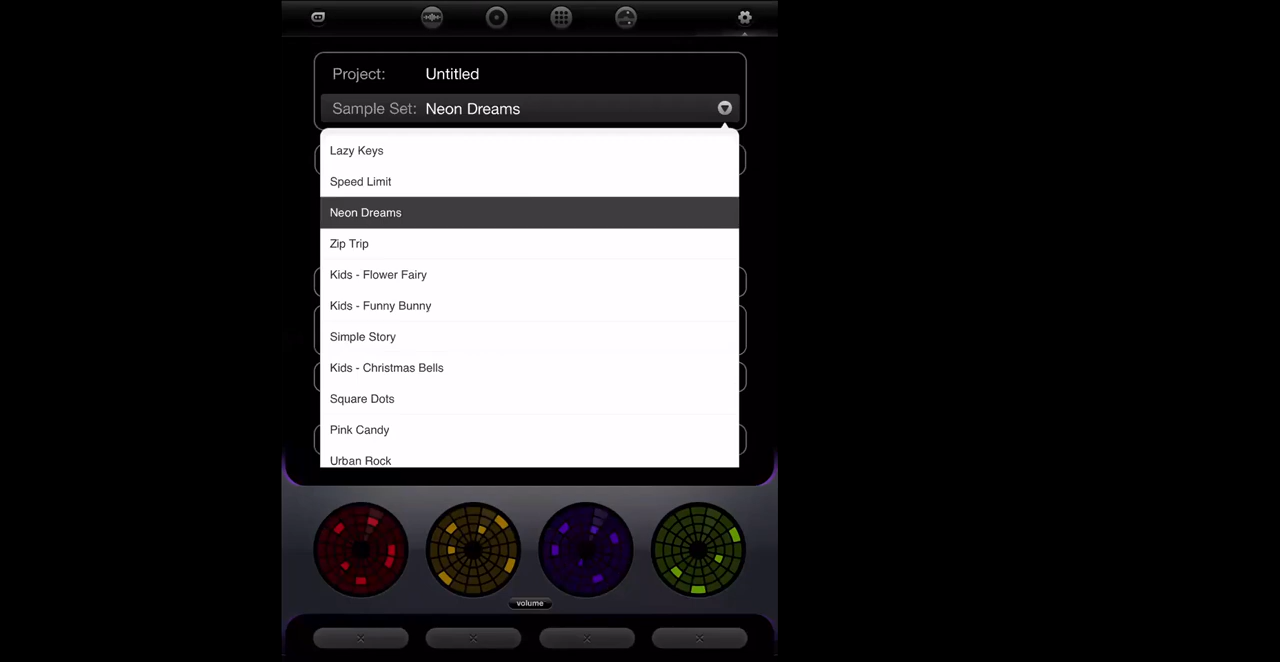 Project: Untitled
Sample Set: Neon Dreams
Lazy Keys
Speed Limit
Neon Dreams
Zip Trip
Kids - Flower Fairy
Kids - Funny Bunny
Simple Story
Kids - Christmas Bells
Square Dots
Pink Candy
Urban Rock
volume